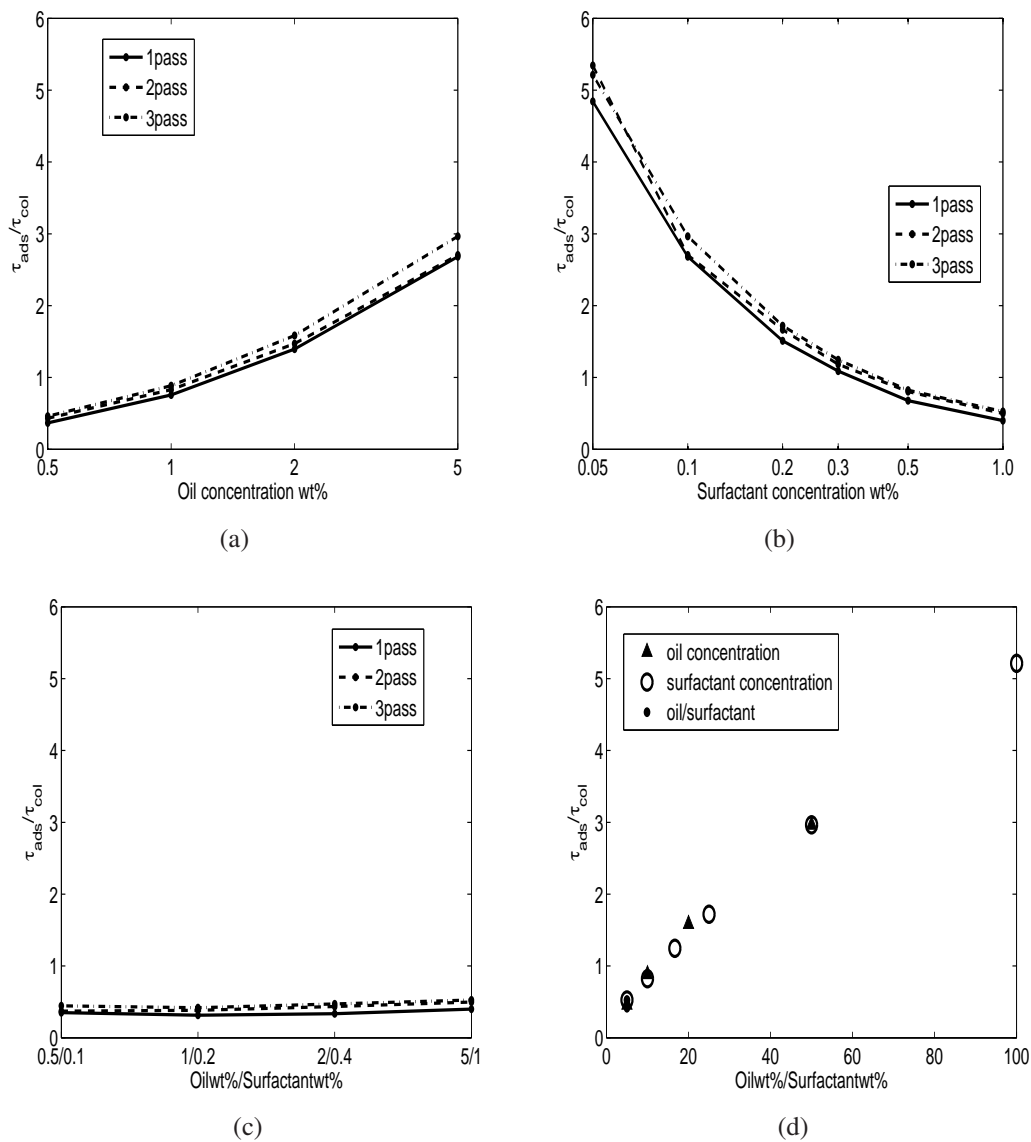 6
5
4
3
2
1
0
τads/τcol
1pass
2pass
3pass
0.5
1
2
5
Oil concentration wt%
(a)
6
5
4
3
2
1
0
τads/τcol
1pass
2pass
3pass
0.05
0.1
0.2
0.3
0.5
1.0
Surfactant concentration wt%
(b)
6
5
4
3
2
1
0
τads/τcol
1pass
2pass
3pass
0.5/0.1
1/0.2
2/0.4
5/1
Oilwt%/Surfactantwt%
(c)
6
5
4
3
2
1
0
τads/τcol
oil concentration
surfactant concentration
oil/surfactant
0
20
40
60
80
100
Oilwt%/Surfactantwt%
(d)